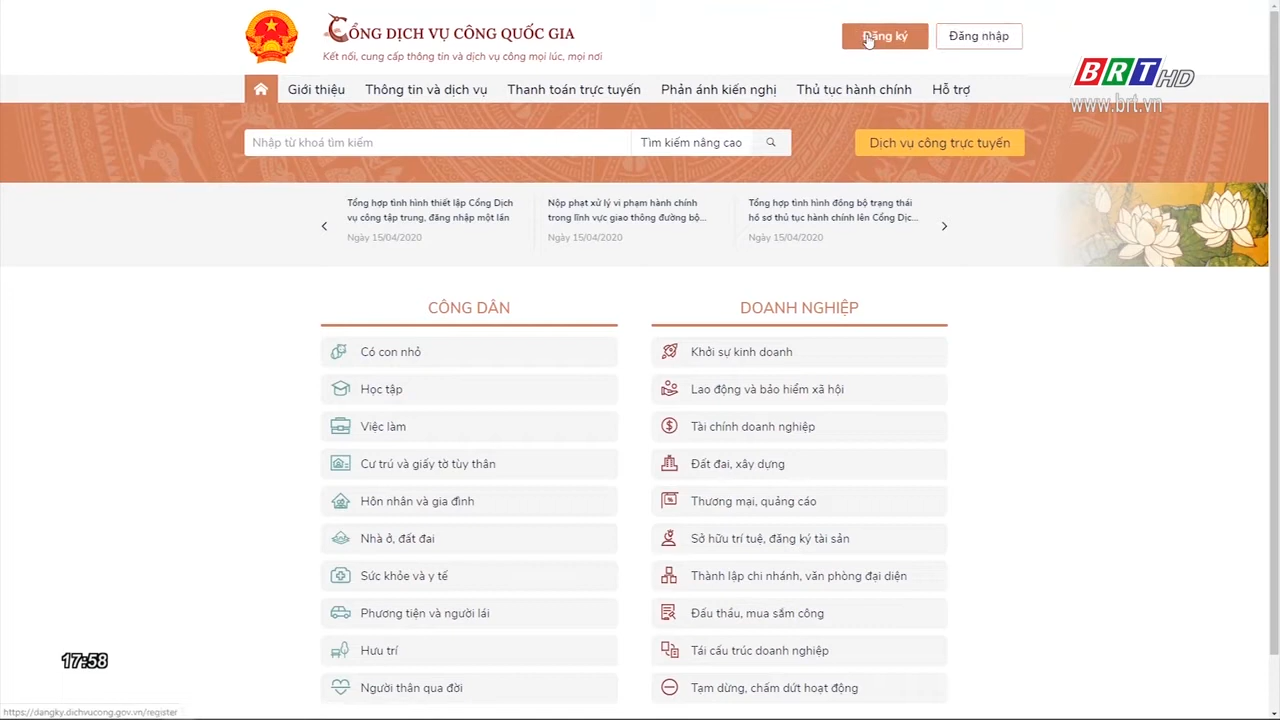 CỔNG DỊCH VỤ CÔNG QUỐC GIA
Kết nối, cung cấp thông tin và dịch vụ công mọi lúc, mọi nơi
Đăng ký
Đăng nhập
BRT HD
www.brt.vn
Giới thiệu
Thông tin và dịch vụ
Thanh toán trực tuyến
Phản ánh kiến nghị
Thủ tục hành chính
Hỗ trợ
Nhập từ khoá tìm kiếm
Tìm kiếm nâng cao
Dịch vụ công trực tuyến
Tổng hợp tình hình thiết lập Cổng Dịch
vụ công tập trung, đăng nhập một lần
Ngày 15/04/2020
Nộp phạt xử lý vi phạm hành chính
trong lĩnh vực giao thông đường bộ...
Ngày 15/04/2020
Tổng hợp tình hình đồng bộ trạng thái
hồ sơ thủ tục hành chính lên Cổng Dịc...
Ngày 15/04/2020
CÔNG DÂN
Có con nhỏ
Học tập
Việc làm
Cư trú và giấy tờ tùy thân
Hôn nhân và gia đình
Nhà ở, đất đai
Sức khỏe và y tế
Phương tiện và người lái
Hưu trí
Người thân qua đời
DOANH NGHIỆP
Khởi sự kinh doanh
Lao động và bảo hiểm xã hội
Tài chính doanh nghiệp
Đất đai, xây dựng
Thương mại, quảng cáo
Sở hữu trí tuệ, đăng ký tài sản
Thành lập chi nhánh, văn phòng đại diện
Đấu thầu, mua sắm công
Tái cấu trúc doanh nghiệp
Tạm dừng, chấm dứt hoạt động
17:58
https://dangky.dichvucong.gov.vn/register